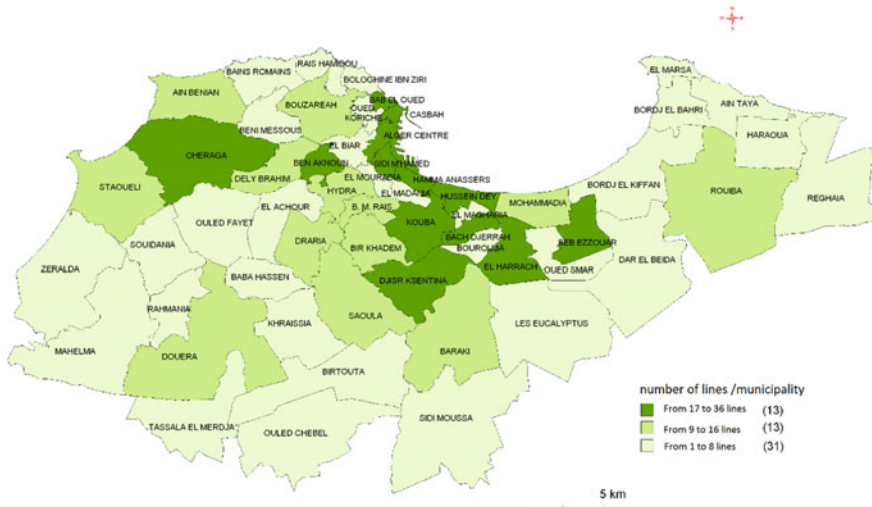 EL MARSA
RAIS HAMIDOU
BAINS ROMAINS
BOLOGHINE IBN ZIRI
AIN BENIAN
BAB EL OUED
BOUZAREAH
OUED
KORICHE
CASBAH
BORDJ EL BAHRI
AIN TAYA
BENI MESSOUS
ALGER CENTRE
HARAOUA
EL BIAR
CHERAGA
BEN AKNOUN
SIDI M'HAMED
DELY BRAHIM
EL MOURADIA
HAMMA ANASSERS
STAOUELI
HYDRA
EL MADANIA
HUSSEIN DEY
BORDJ EL KIFFAN
ROUIBA
REGHAIA
OULED FAYET
EL ACHOUR
B. M. RAIS
MOHAMMADIA
EL MAGHARIA
KOUBA
SOUIDANIA
DRARIA
BIR KHADEM
BACH DJERRAH
BOUROUBA
BEB EZZOUAR
DAR EL BEIDA
ZERALDA
BABA HASSEN
DJISR KSENTINA
EL HARRACH
OUED SMAR
RAHMANIA
SAOULA
KHRAISSIA
LES EUCALYPTUS
MAHELMA
DOUERA
BARAKI
BIRTOUTA
SIDI MOUSSA
TASSALA EL MERDJA
OULED CHEBEL
number of lines /municipality
From 17 to 36 lines (13)
From 9 to 16 lines (13)
From 1 to 8 lines (31)
5 km